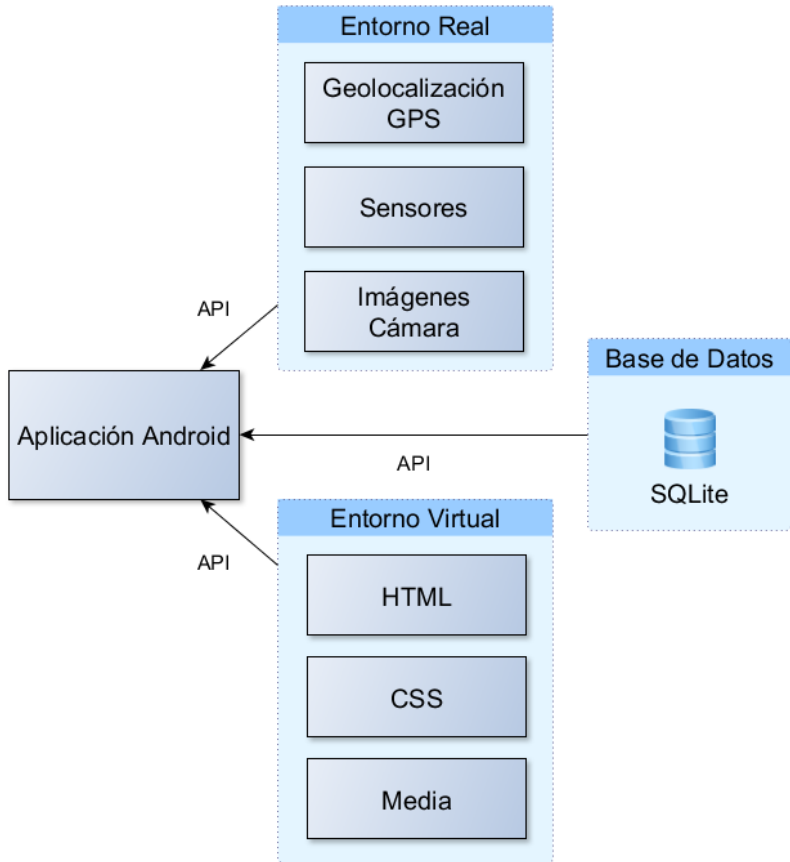 Entorno Real
Geolocalización
GPS
Sensores
Imágenes
Cámara
API
Base de Datos
SQLite
Aplicación Android
API
Entorno Virtual
API
HTML
CSS
Media